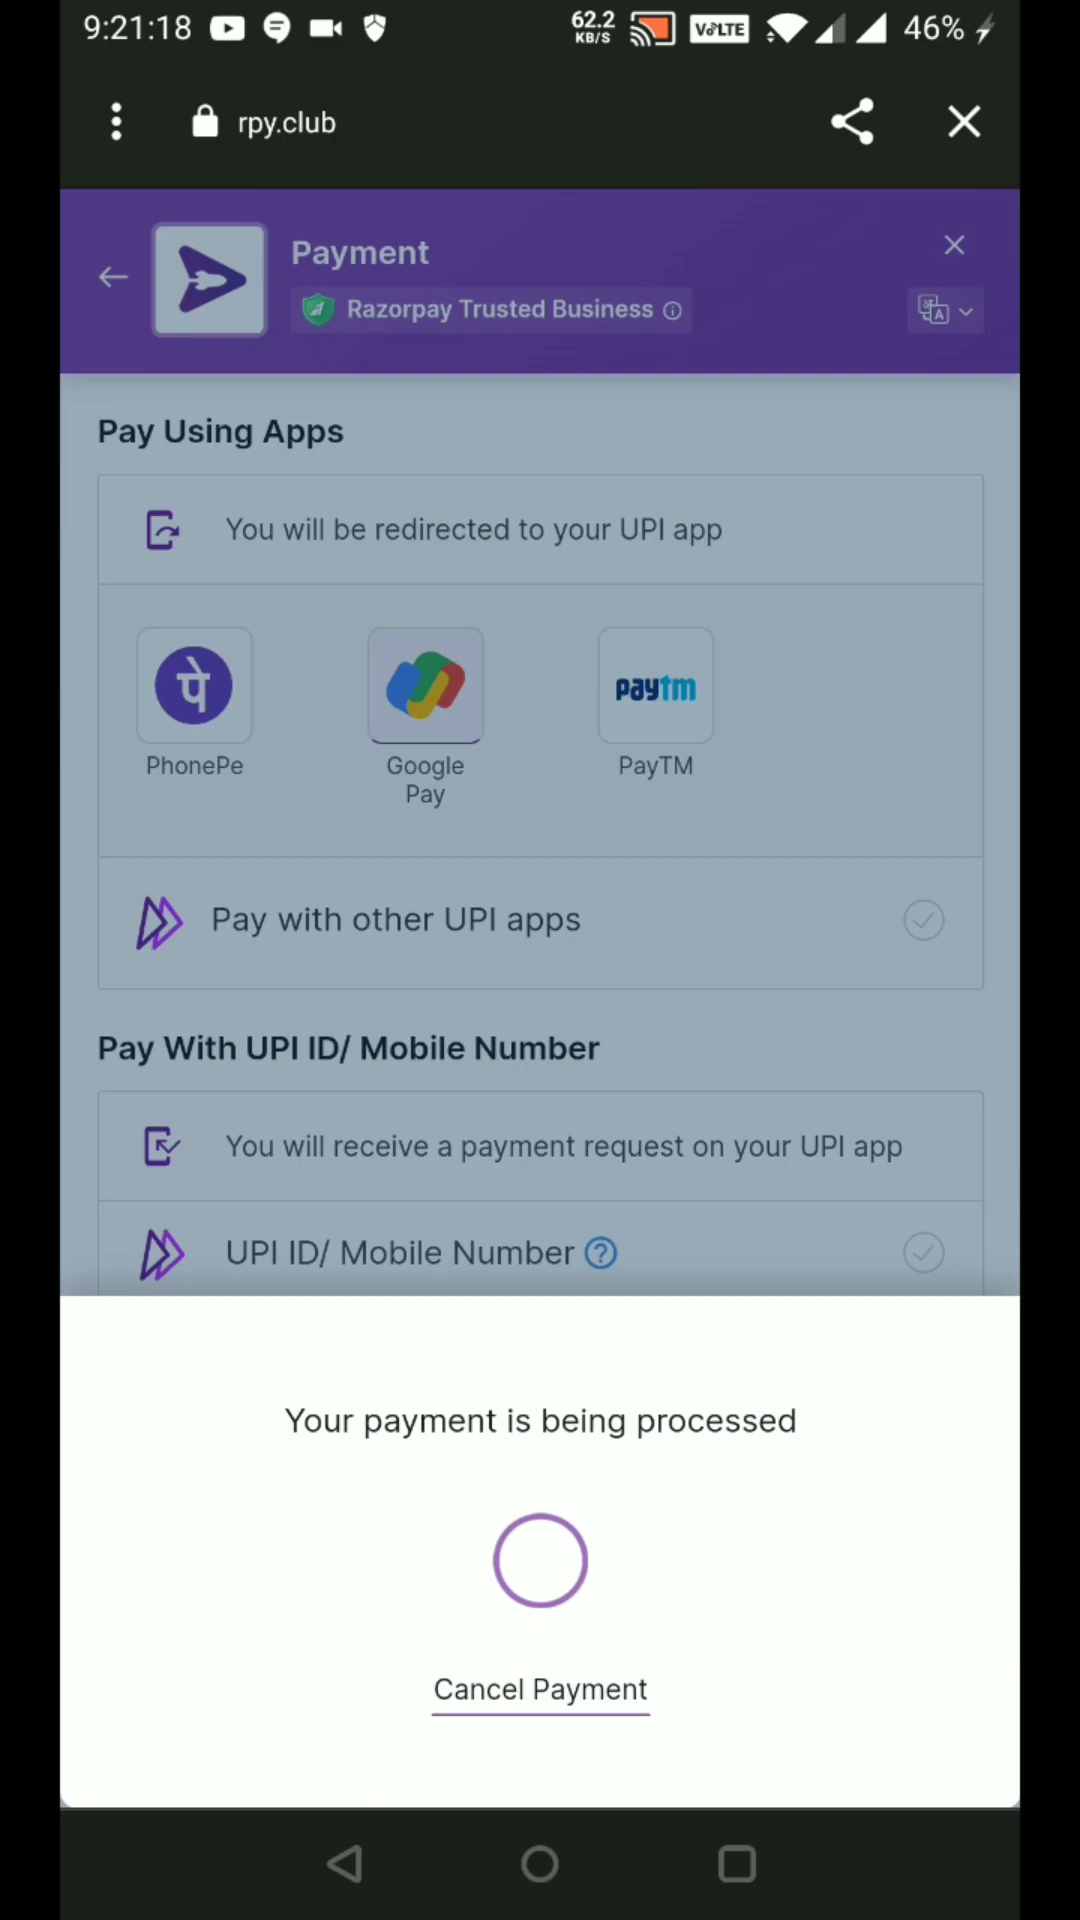 9:21:18 62.2 KB/S VoLTE 46%
rpy.club
Payment
Razorpay Trusted Business
Pay Using Apps
You will be redirected to your UPI app
पे
paytm
PhonePe
Google Pay
PayTM
Pay with other UPI apps
Pay With UPI ID/ Mobile Number
You will receive a payment request on your UPI app
UPI ID/ Mobile Number ?
Your payment is being processed
Cancel Payment